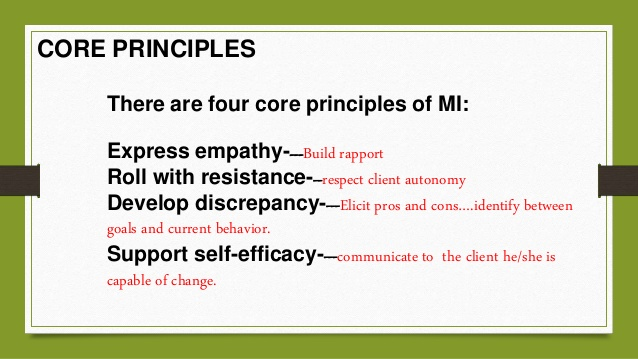 CORE PRINCIPLES
There are four core principles of MI:
Express empathy----Build rapport
Roll with resistance---respect client autonomy
Develop discrepancy----Elicit pros and cons....identify between
goals and current behavior.
Support self-efficacy----communicate to the client he/she is
capable of change.